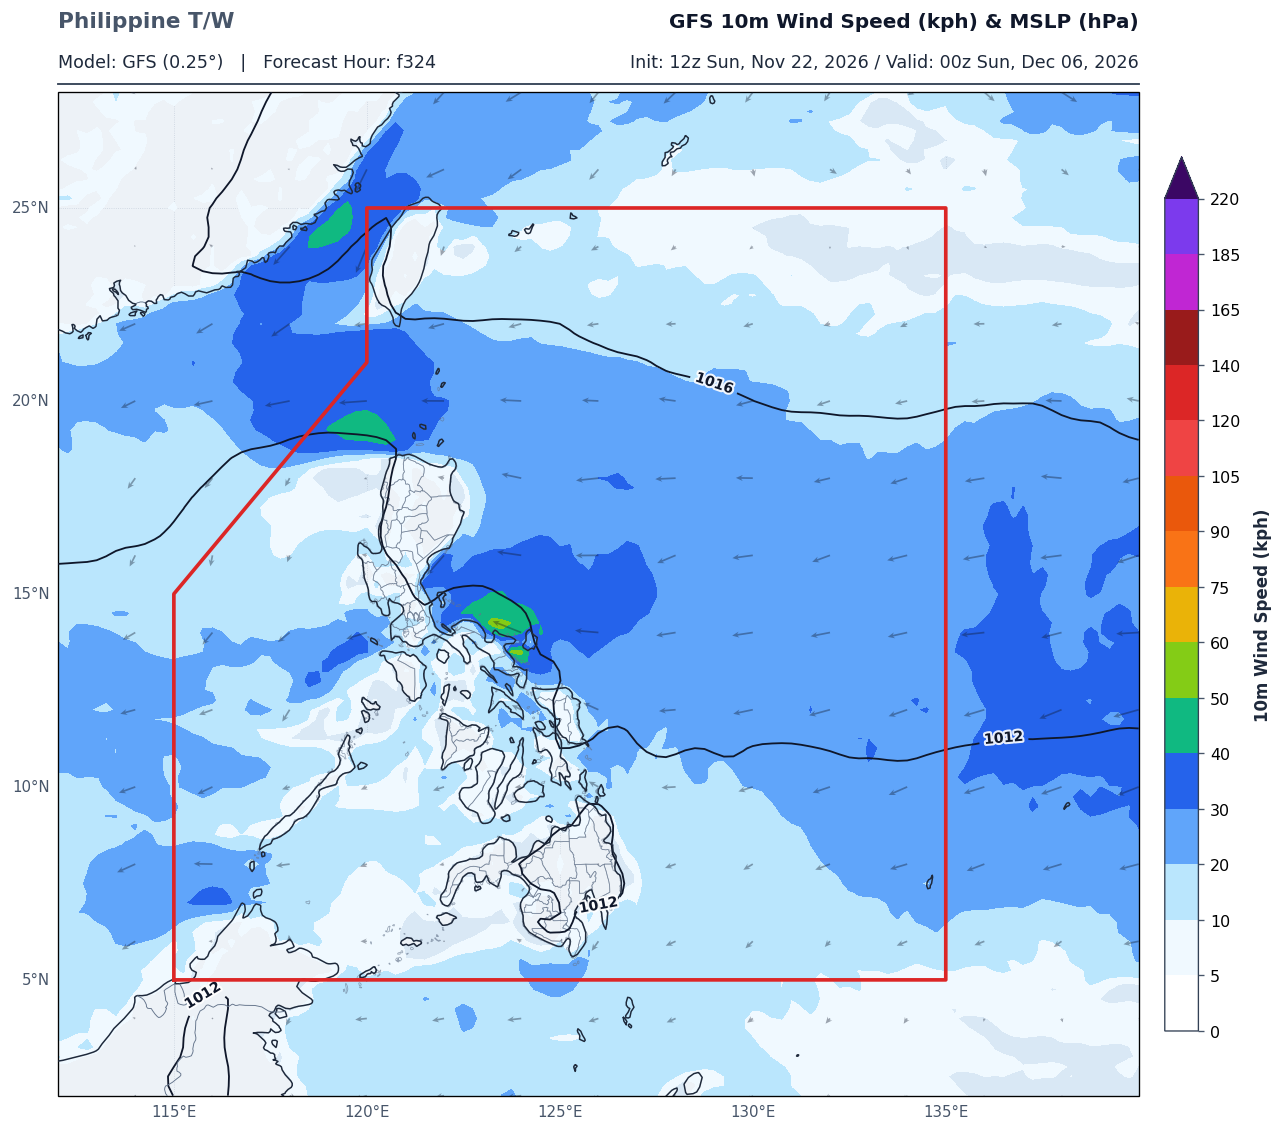 Philippine T/W
GFS 10m Wind Speed (kph) & MSLP (hPa)
Model: GFS (0.25°) | Forecast Hour: f324
Init: 12z Sun, Nov 22, 2026 / Valid: 00z Sun, Dec 06, 2026
25°N
20°N
15°N
10°N
5°N
115°E
120°E
125°E
130°E
135°E
1016
1012
1012
1012
220
185
165
140
120
105
90
75
60
50
40
30
20
10
5
0
10m Wind Speed (kph)